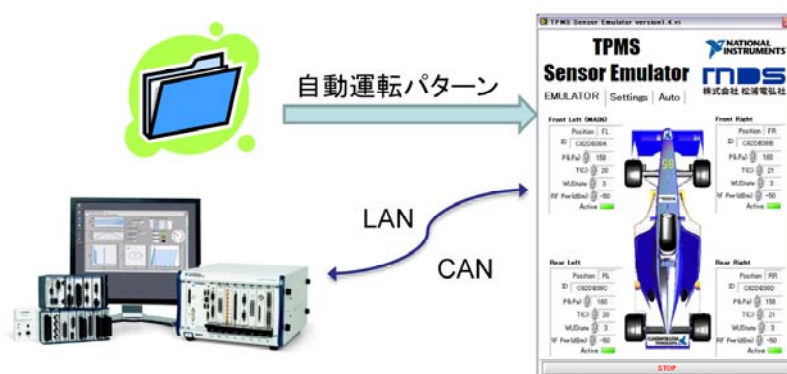 TPMS Sensor Emulator version1.4.vi
TPMS
Sensor Emulator
NATIONAL
INSTRUMENTS
MDS
株式会社 松浦電弘社
EMULATOR
Settings
Auto
自動運転パターン
LAN
CAN
Front Left (MAIN)
Position FL
ID C82DB08A
P(kPa) 158
T(C) 20
WUState 3
RF Pwr(dBm) -50
Active
Front Right
Position FR
ID C82DB08B
P(kPa) 160
T(C) 21
WUState 3
RF Pwr(dBm) -50
Active
Rear Left
Position RL
ID C82DB08C
P(kPa) 160
T(C) 20
WUState 3
RF Pwr(dBm) -50
Active
Rear Right
Position RR
ID C82DB08D
P(kPa) 158
T(C) 21
WUState 3
RF Pwr(dBm) -50
Active
STOP